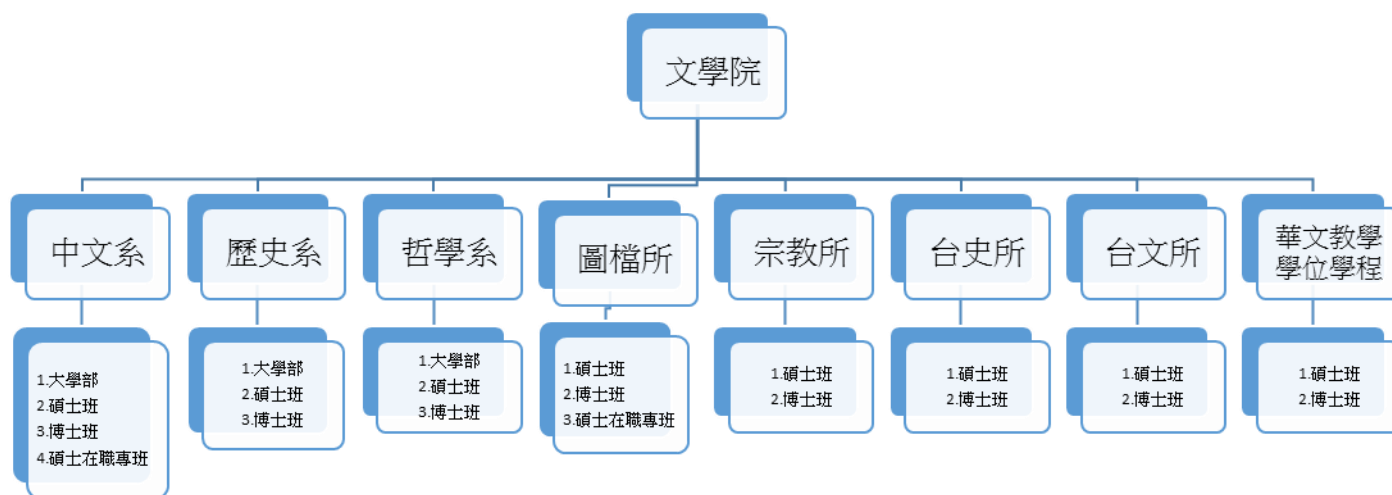 文學院
中文系
歷史系
哲學系
圖檔所
宗教所
台史所
台文所
華文教學
學位學程
1.大學部
2.碩士班
3.博士班
4.碩士在職專班
1.大學部
2.碩士班
3.博士班
1.大學部
2.碩士班
3.博士班
1.碩士班
2.博士班
3.碩士在職專班
1.碩士班
2.博士班
1.碩士班
2.博士班
1.碩士班
2.博士班
1.碩士班
2.博士班